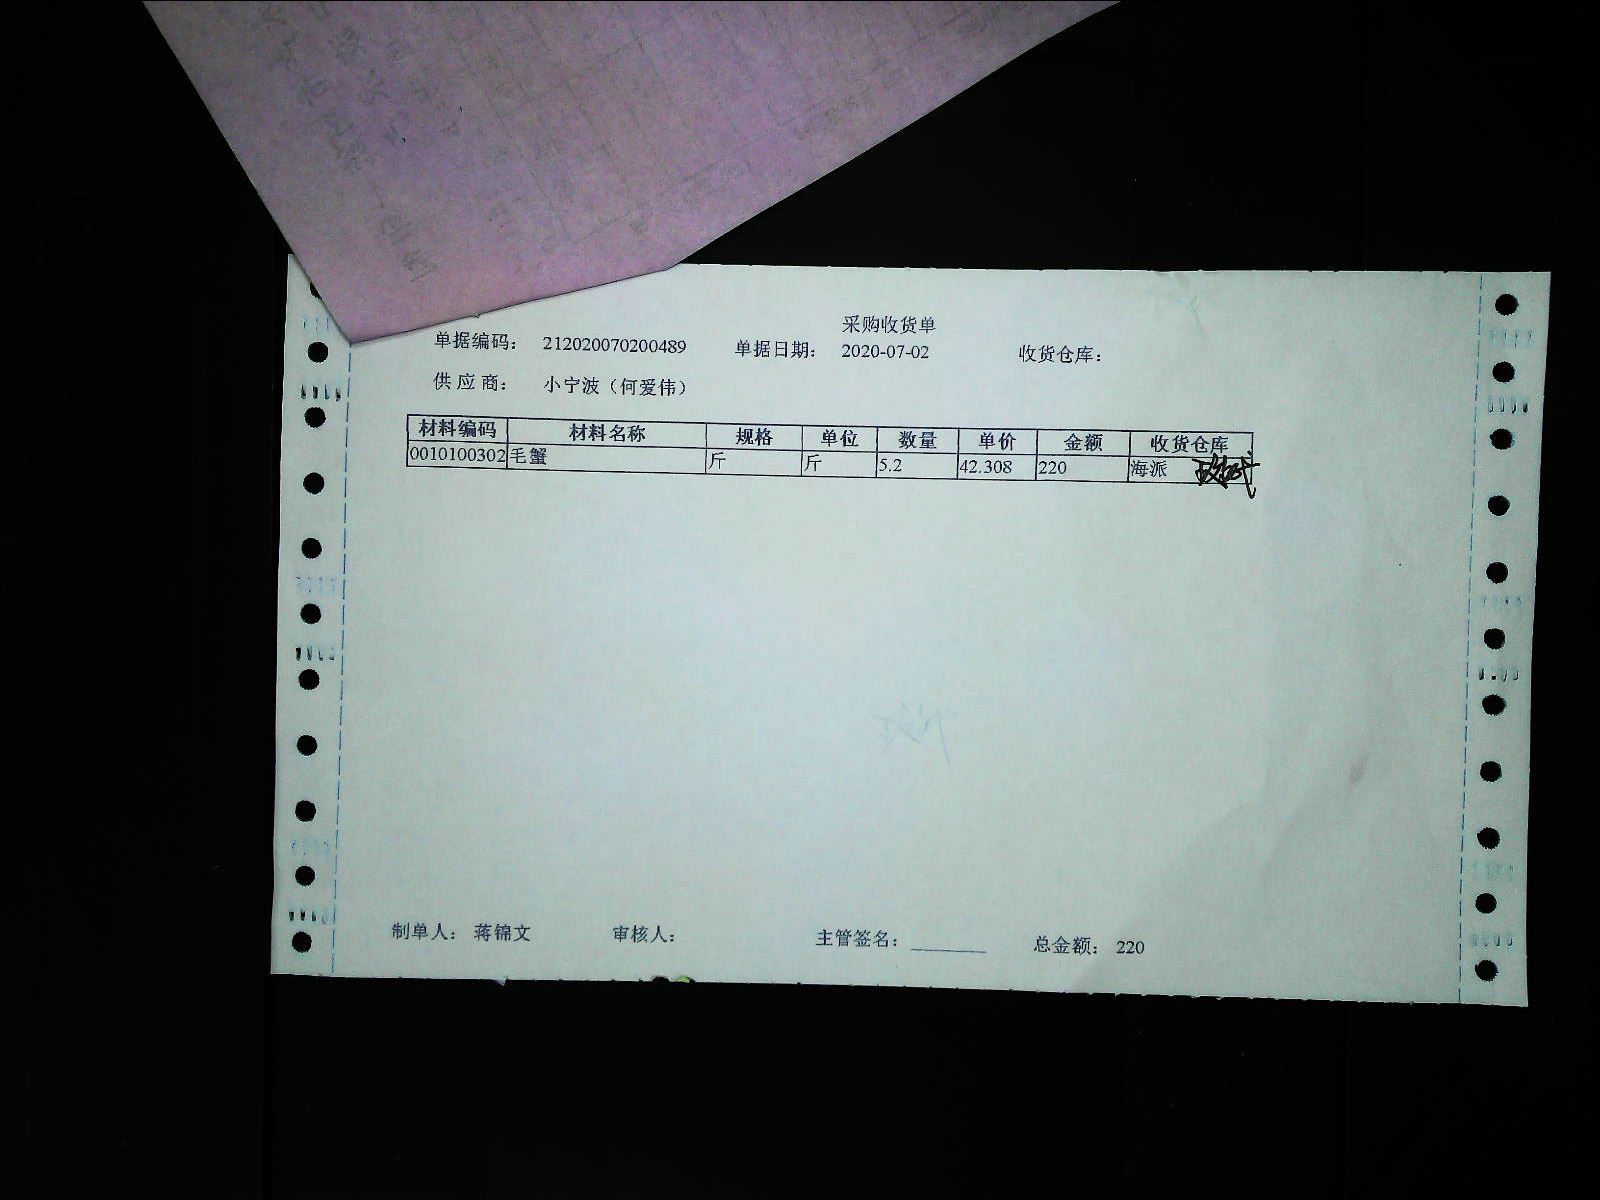 采购收货单
单据编码： 212020070200489 单据日期： 2020-07-02 收货仓库：
供 应 商： 小宁波（何爱伟）
材料编码 材料名称 规格 单位 数量 单价 金额 收货仓库
0010100302 毛蟹 斤 斤 5.2 42.308 220 海派
制单人： 蒋锦文 审核人： 主管签名： ________ 总金额： 220